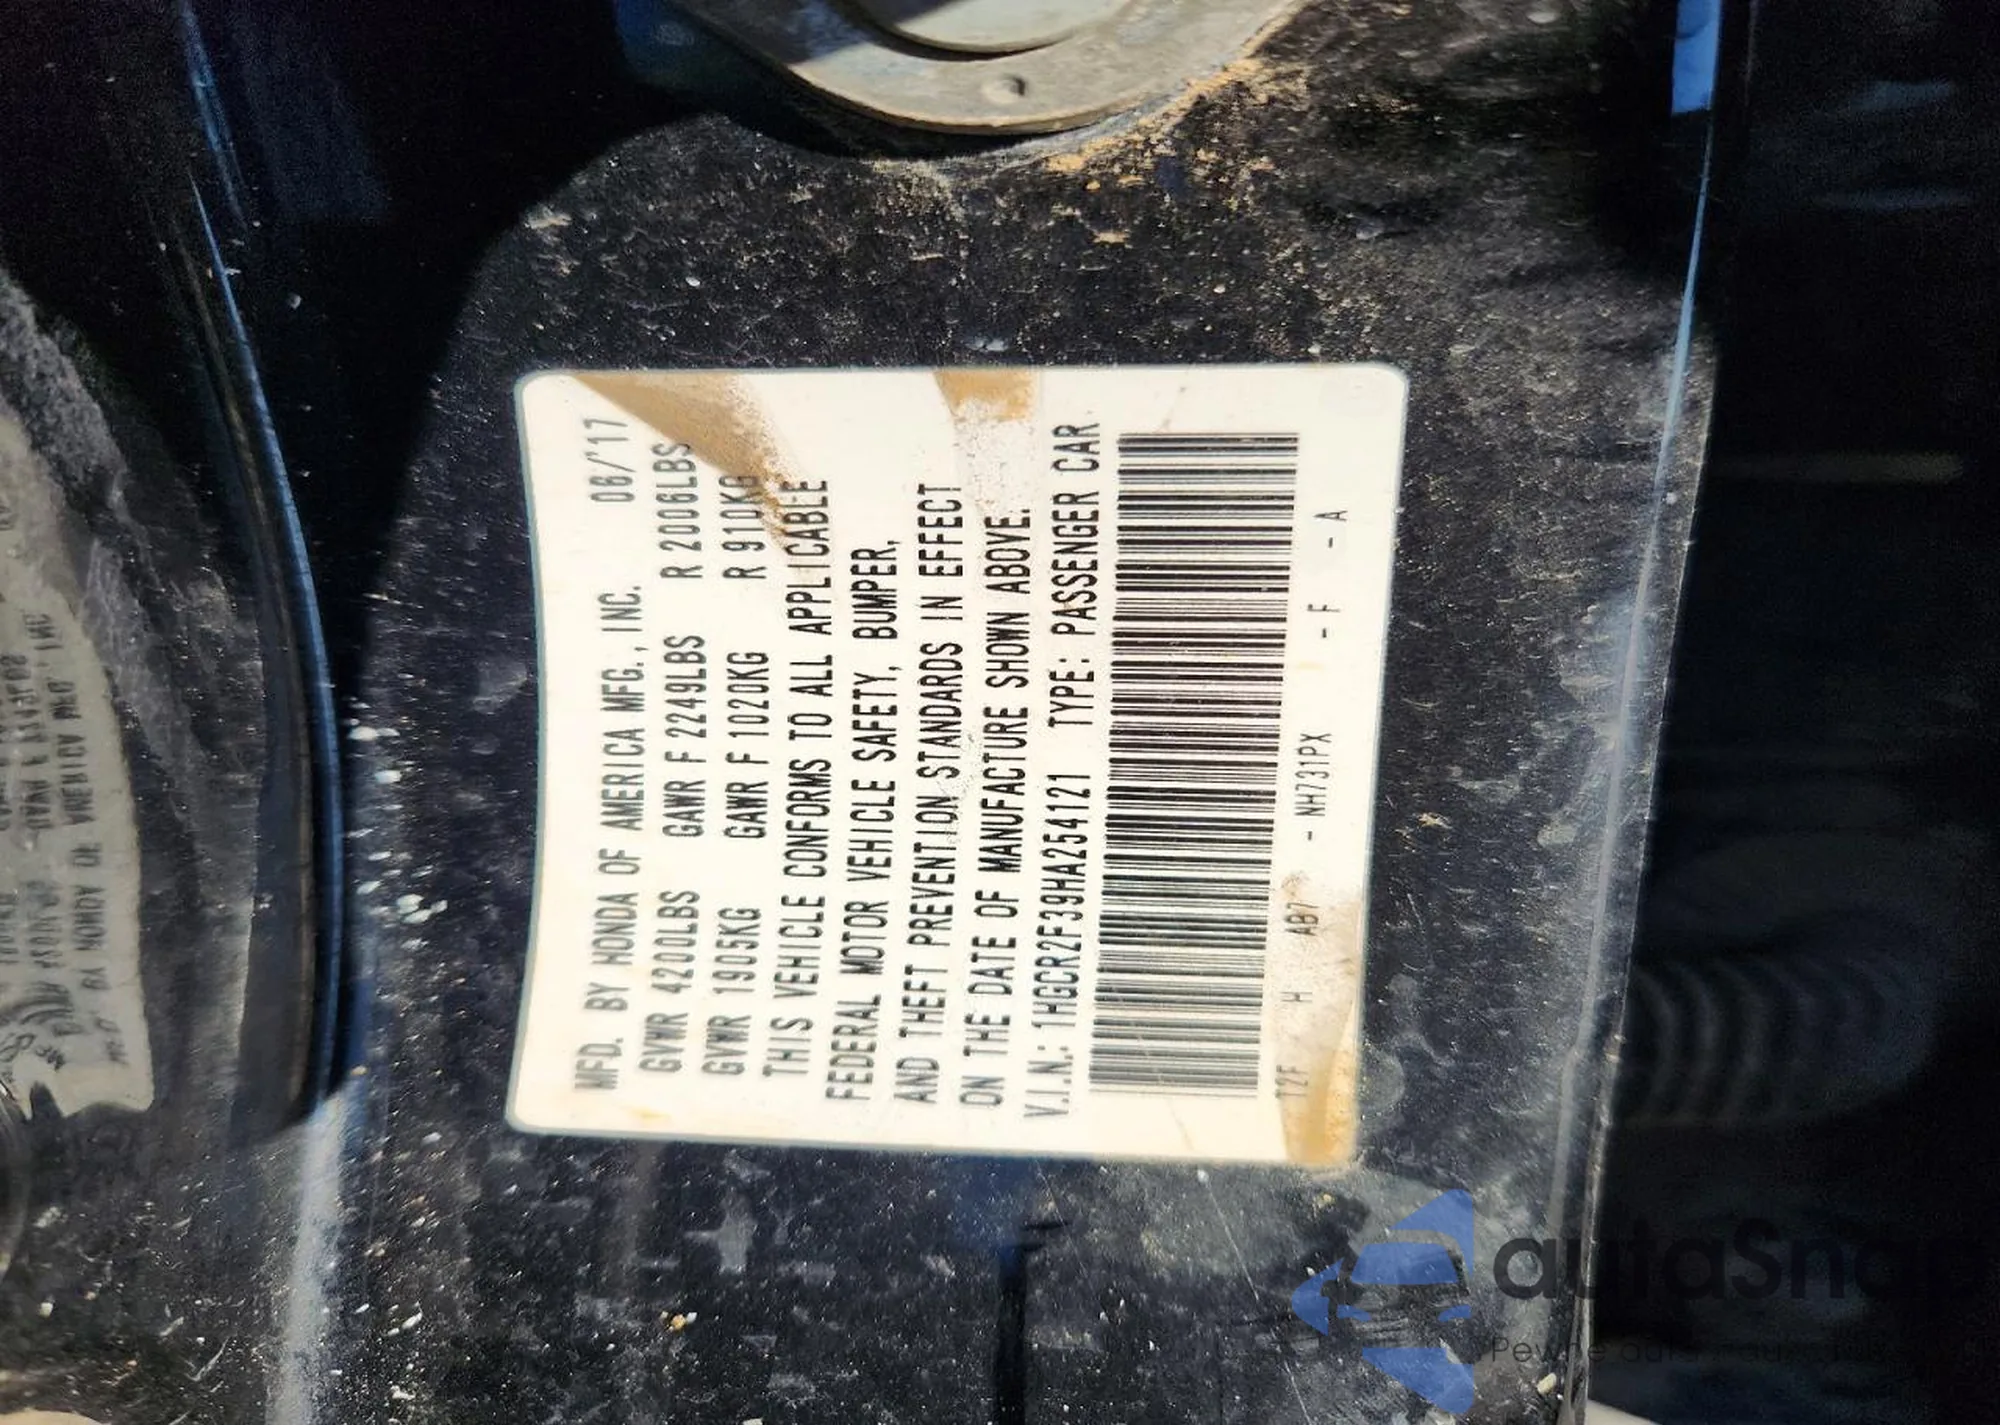 MFD. BY HONDA OF AMERICA MFG., INC. 06/'17
GVWR 4200LBS GAWR F 2249LBS R 2006LBS
GVWR 1905KG GAWR F 1020KG R 910KG
THIS VEHICLE CONFORMS TO ALL APPLICABLE
FEDERAL MOTOR VEHICLE SAFETY, BUMPER,
AND THEFT PREVENTION STANDARDS IN EFFECT
ON THE DATE OF MANUFACTURE SHOWN ABOVE.
V.I.N.: 1HGCR2F39HA254121 TYPE: PASSENGER CAR
T2F H AB7 - NH731PX - F - A
autaSna